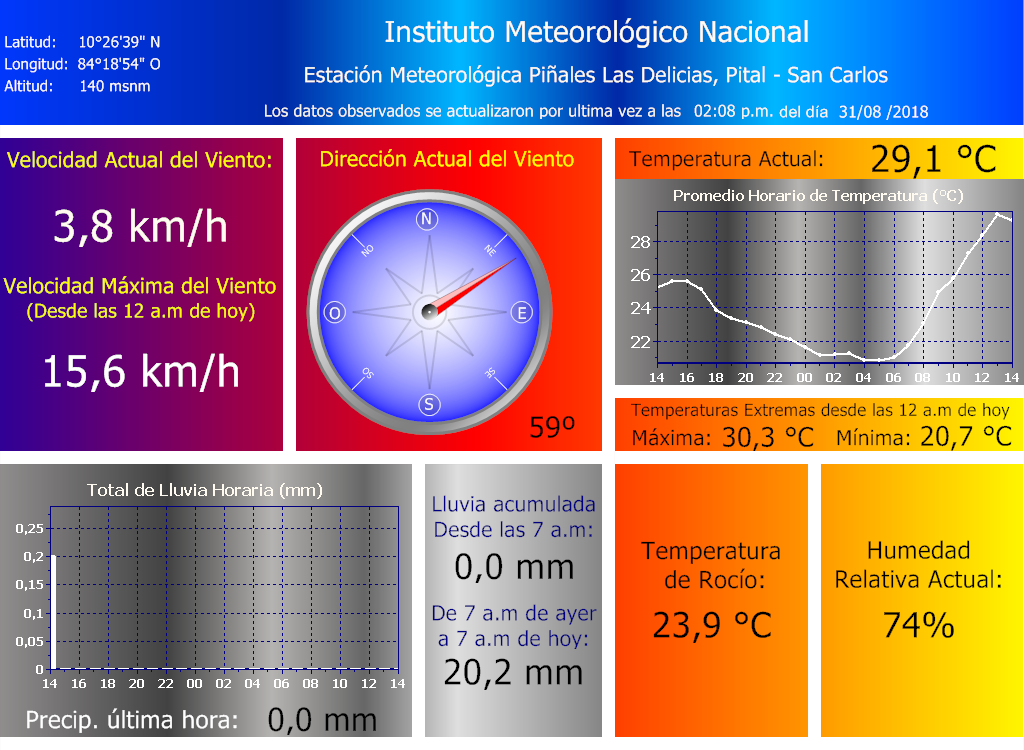 Instituto Meteorológico Nacional
Latitud: 10°26'39" N
Longitud: 84°18'54" O
Altitud: 140 msnm
Estación Meteorológica Piñales Las Delicias, Pital - San Carlos
Los datos observados se actualizaron por ultima vez a las 02:08 p.m. del día 31/08 /2018
Velocidad Actual del Viento:
3,8 km/h
Velocidad Máxima del Viento
(Desde las 12 a.m de hoy)
15,6 km/h
Dirección Actual del Viento
N
NO
NE
O
E
SO
SE
S
59º
Temperatura Actual: 29,1 °C
Promedio Horario de Temperatura (°C)
28
26
24
22
14 16 18 20 22 00 02 04 06 08 10 12 14
Temperaturas Extremas desde las 12 a.m de hoy
Máxima: 30,3 °C Mínima: 20,7 °C
Total de Lluvia Horaria (mm)
0,25
0,2
0,15
0,1
0,05
0
14 16 18 20 22 00 02 04 06 08 10 12 14
Precip. última hora: 0,0 mm
Lluvia acumulada
Desde las 7 a.m:
0,0 mm
De 7 a.m de ayer
a 7 a.m de hoy:
20,2 mm
Temperatura
de Rocío:
23,9 °C
Humedad
Relativa Actual:
74%